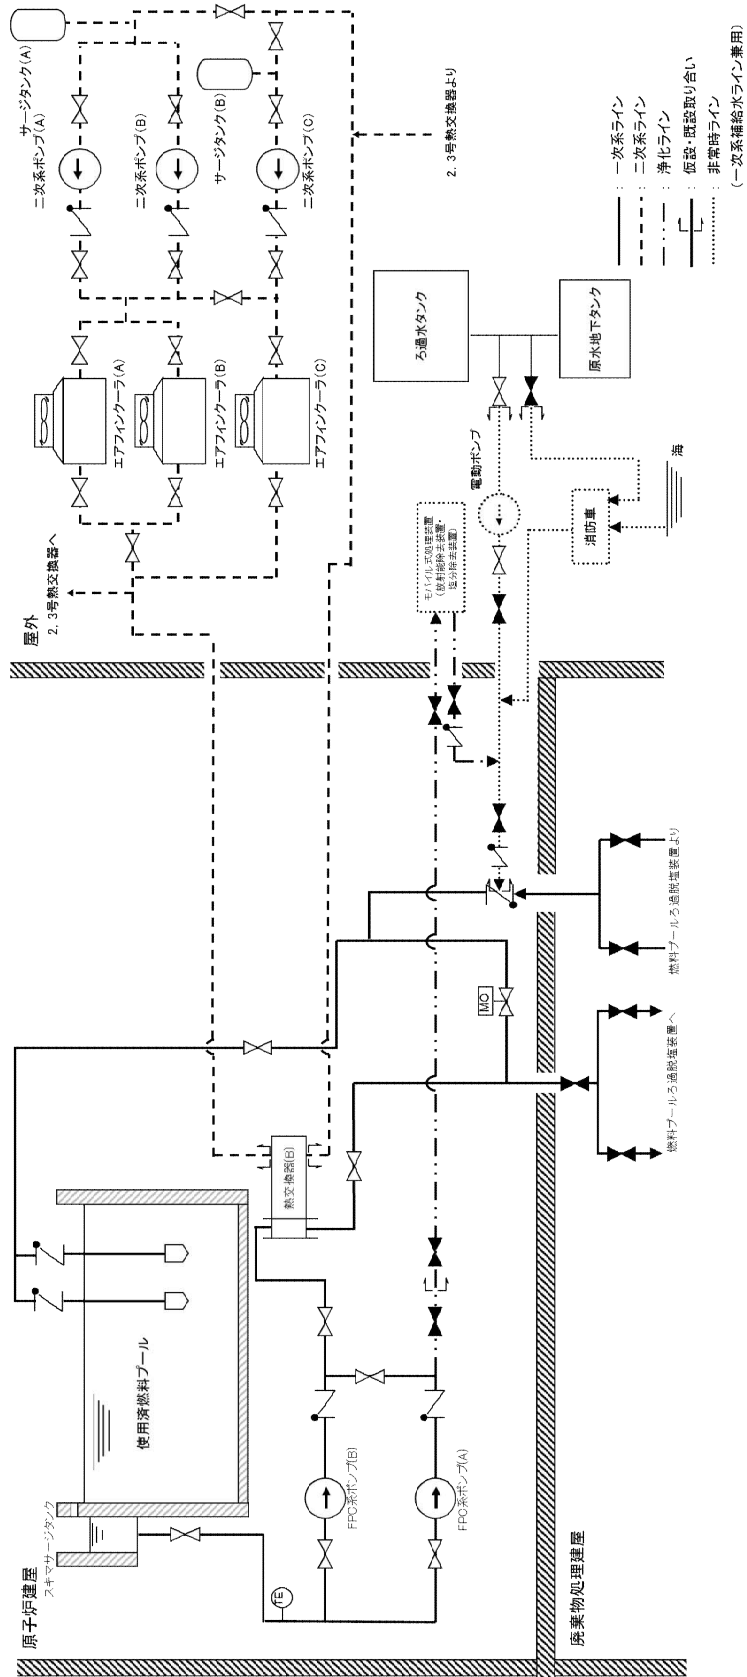 原子炉建屋
スキマサージタンク
使用済燃料プール
TE
FPC系ポンプ(B)
FPC系ポンプ(A)
熱交換器(B)
MO
燃料プールろ過脱塩装置へ
燃料プールろ過脱塩装置より
廃棄物処理建屋
屋外
2,3号熱交換器へ
エアフィンクーラ(A)
エアフィンクーラ(B)
エアフィンクーラ(C)
サージタンク(A)
二次系ポンプ(A)
二次系ポンプ(B)
サージタンク(B)
二次系ポンプ(C)
2,3号熱交換器より
モバイル式処理装置
(放射能除去装置・
塩分除去装置)
電動ポンプ
ろ過水タンク
原水地下タンク
消防車
海
: 一次系ライン
: 二次系ライン
: 浄化ライン
: 仮設・既設取り合い
: 非常時ライン
(一次系補給水ライン兼用)